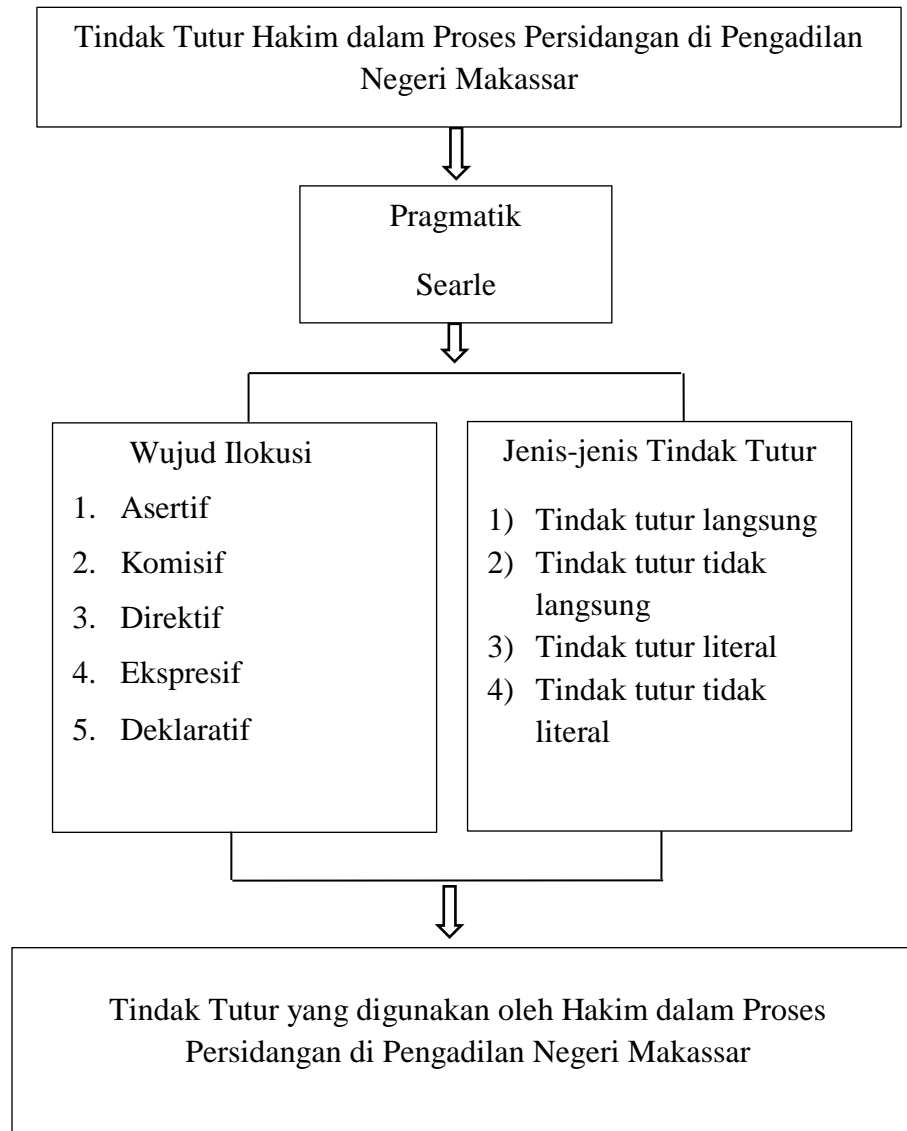 Tindak Tutur Hakim dalam Proses Persidangan di Pengadilan
Negeri Makassar
Pragmatik
Searle
Wujud Ilokusi
1. Asertif
2. Komisif
3. Direktif
4. Ekspresif
5. Deklaratif
Jenis-jenis Tindak Tutur
1) Tindak tutur langsung
2) Tindak tutur tidak
langsung
3) Tindak tutur literal
4) Tindak tutur tidak
literal
Tindak Tutur yang digunakan oleh Hakim dalam Proses
Persidangan di Pengadilan Negeri Makassar